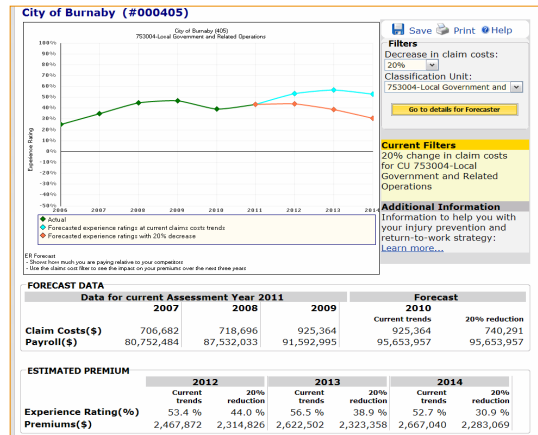 City of Burnaby (#000405)
Save Print Help
City of Burnaby (405)
753004-Local Government and Related Operations
Experience Rating
100%
90%
80%
70%
60%
50%
40%
30%
20%
10%
0%
-10%
-20%
-30%
-40%
-50%
2006 2007 2008 2009 2010 2011 2012 2013 2014
Actual
Forecasted experience ratings at current claims costs trends
Forecasted experience ratings with 20% decrease
ER Forecast
- Shows how much you are paying relative to your competitors
- Use the claims cost filter to see the impact on your premiums over the next three years
Filters
Decrease in claim costs:
20%
Classification Unit:
753004-Local Government and
Go to details for Forecaster
Current Filters
20% change in claim costs
for CU 753004-Local
Government and Related
Operations
Additional Information
Information to help you with
your injury prevention and
return-to-work strategy:
Learn more...
FORECAST DATA
Data for current Assessment Year 2011 Forecast
2007 2008 2009 2010
Current trends 20% reduction
Claim Costs($) 706,682 718,696 925,364 925,364 740,291
Payroll($) 80,752,484 87,532,033 91,592,995 95,653,957 95,653,957
ESTIMATED PREMIUM
2012 2013 2014
Current trends 20% reduction Current trends 20% reduction Current trends 20% reduction
Experience Rating(%) 53.4 % 44.0 % 56.5 % 38.9 % 52.7 % 30.9 %
Premiums($) 2,467,872 2,314,826 2,622,502 2,323,358 2,667,040 2,283,069